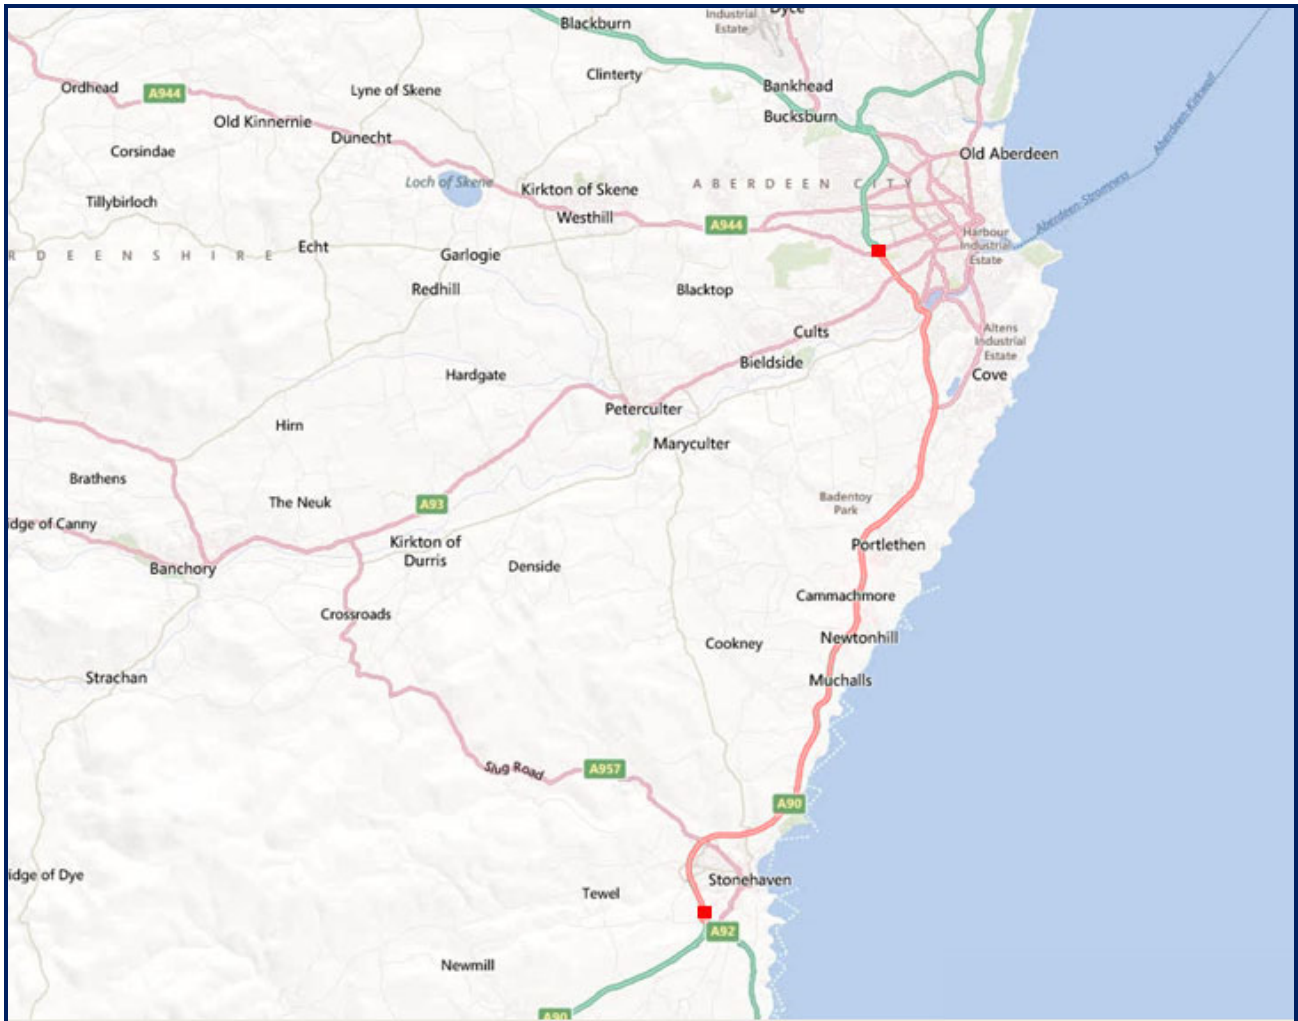 Blackburn
Industrial
Estate
Dyce
Clinterty
Bankhead
Ordhead
A944
Lyne of Skene
Bucksburn
Old Kinnernie
Dunecht
Corsindae
Old Aberdeen
Aberdeen-Kirkwall
Loch of Skene
Kirkton of Skene
ABERDEEN CITY
Aberdeen-Stromness
Tillybirloch
Westhill
A944
Harbour
Industrial
Estate
RDEENSHIRE
Echt
Garlogie
Redhill
Blacktop
Cults
Altens
Industrial
Estate
Bieldside
Hardgate
Cove
Peterculter
Hirn
Maryculter
Brathens
The Neuk
A93
Badentoy
Park
idge of Canny
Kirkton of
Durris
Portlethen
Banchory
Denside
Cammachmore
Crossroads
Newtonhill
Cookney
Strachan
Muchalls
Slug Road
A957
A90
idge of Dye
Stonehaven
Tewel
A92
Newmill
A90